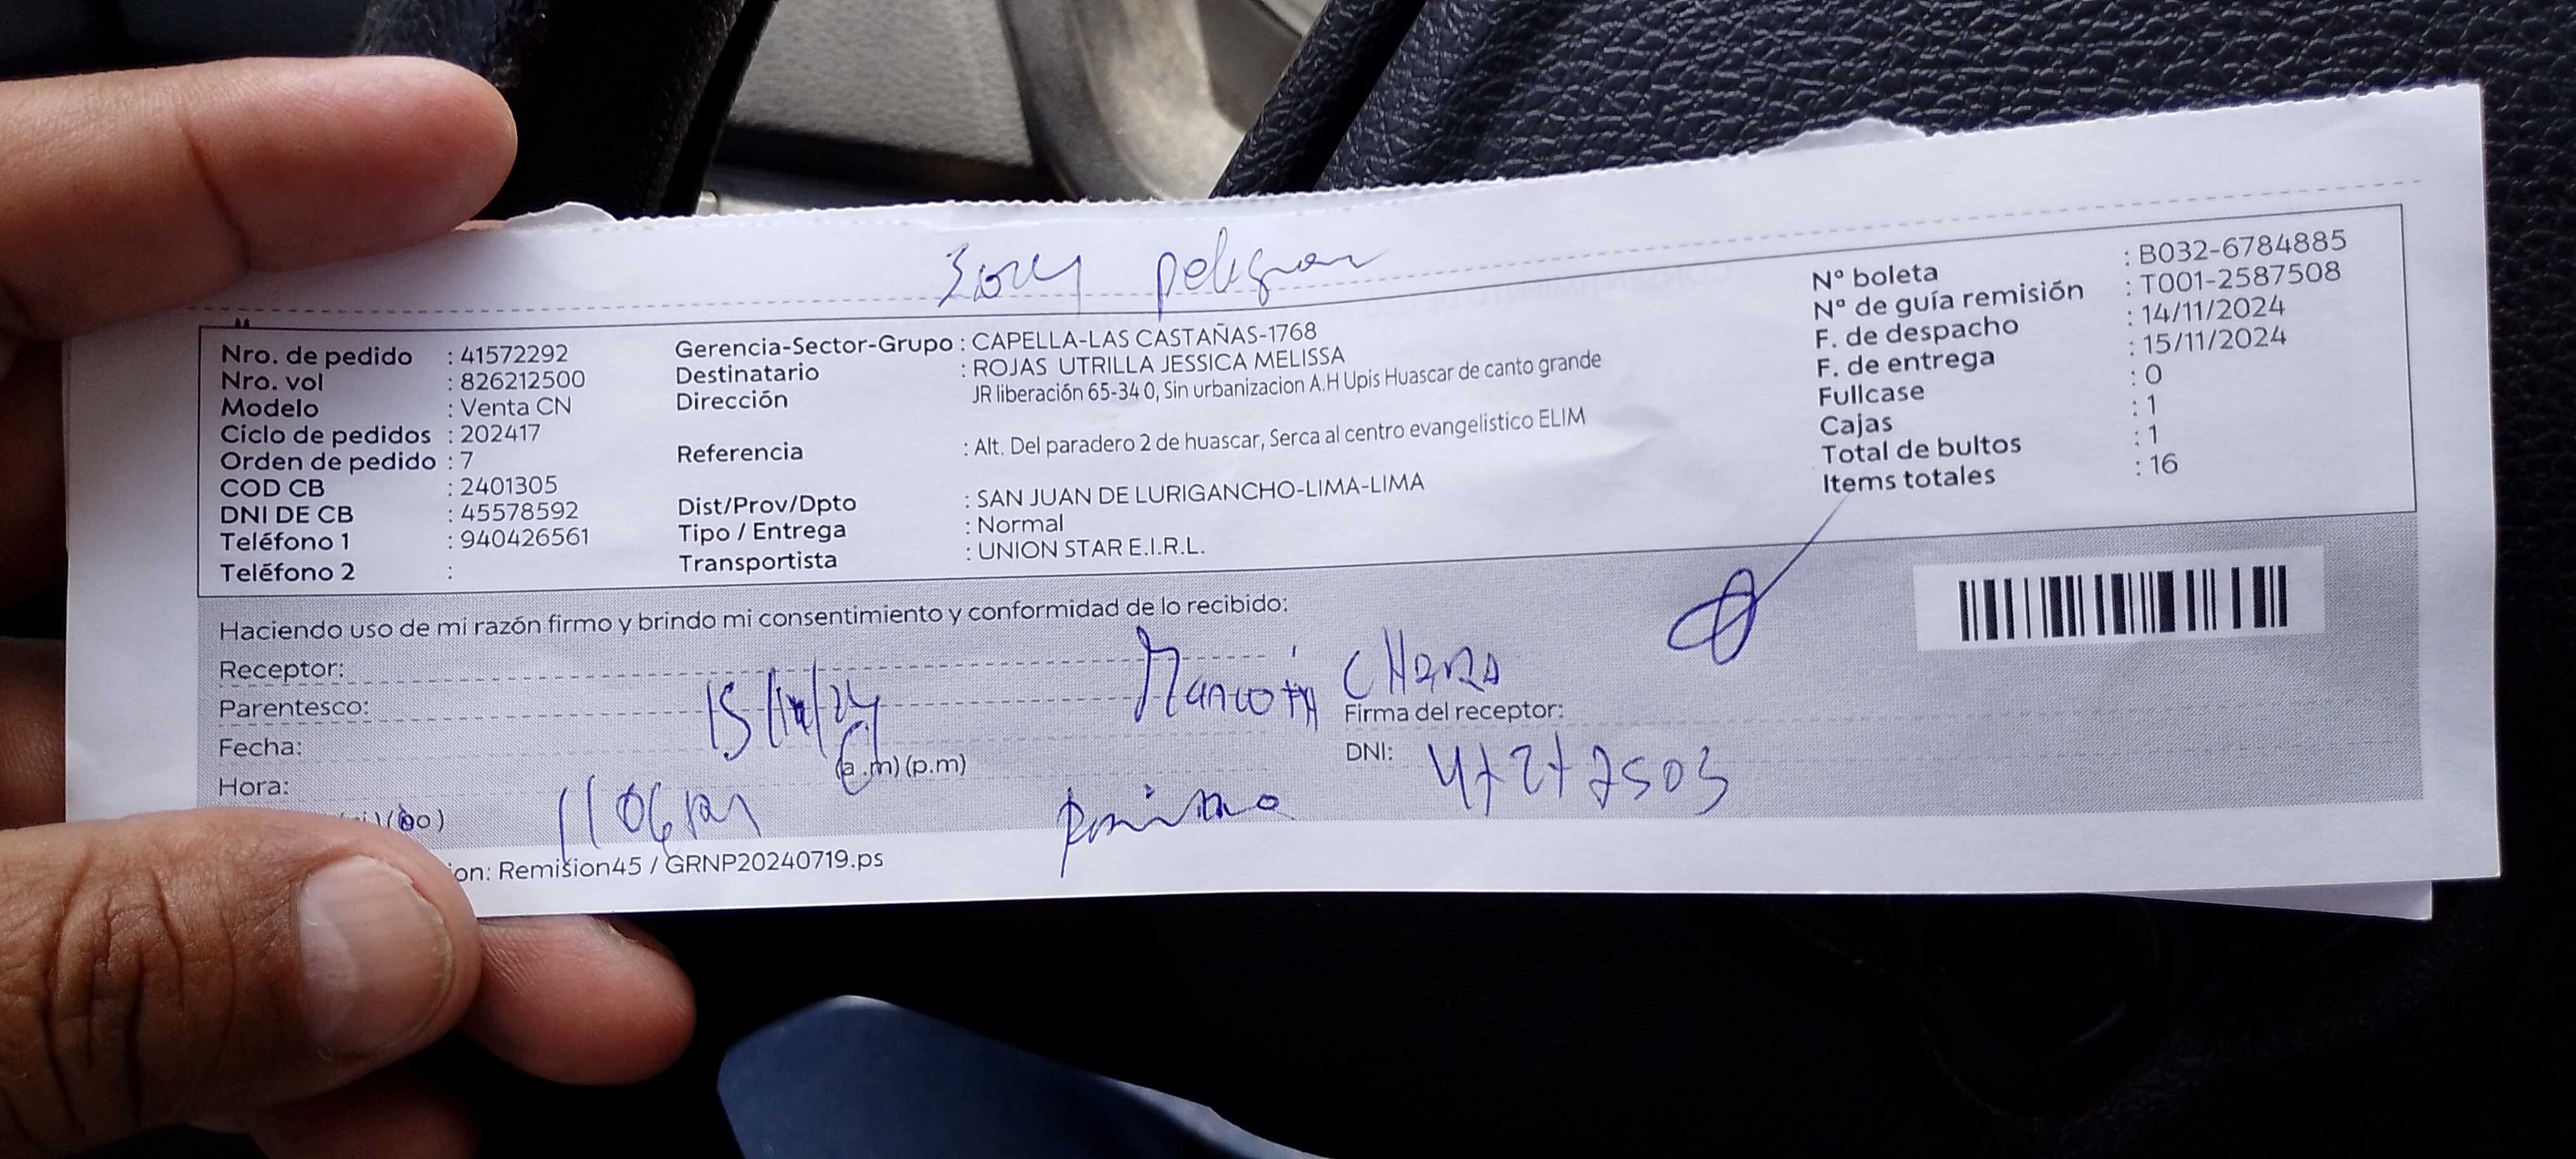 Nro. de pedido : 41572292
Nro. vol : 826212500
Modelo : Venta CN
Ciclo de pedidos : 202417
Orden de pedido : 7
COD CB : 2401305
DNI DE CB : 45578592
Teléfono 1 : 940426561
Teléfono 2 :
Gerencia-Sector-Grupo : CAPELLA-LAS CASTAÑAS-1768
Destinatario : ROJAS UTRILLA JESSICA MELISSA
Dirección JR liberación 65-34 0, Sin urbanizacion A.H Upis Huascar de canto grande
Referencia : Alt. Del paradero 2 de huascar, Serca al centro evangelistico ELIM
Dist/Prov/Dpto : SAN JUAN DE LURIGANCHO-LIMA-LIMA
Tipo / Entrega : Normal
Transportista : UNION STAR E.I.R.L.
Nº boleta : B032-6784885
Nº de guía remisión : T001-2587508
F. de despacho : 14/11/2024
F. de entrega : 15/11/2024
Fullcase : 0
Cajas : 1
Total de bultos : 1
Items totales : 16
Haciendo uso de mi razón firmo y brindo mi consentimiento y conformidad de lo recibido:
Receptor:
Parentesco:
Fecha: 15/11/24
Hora: (a.m) (p.m)
Firma del receptor:
DNI:
on: Remision45 / GRNP20240719.ps